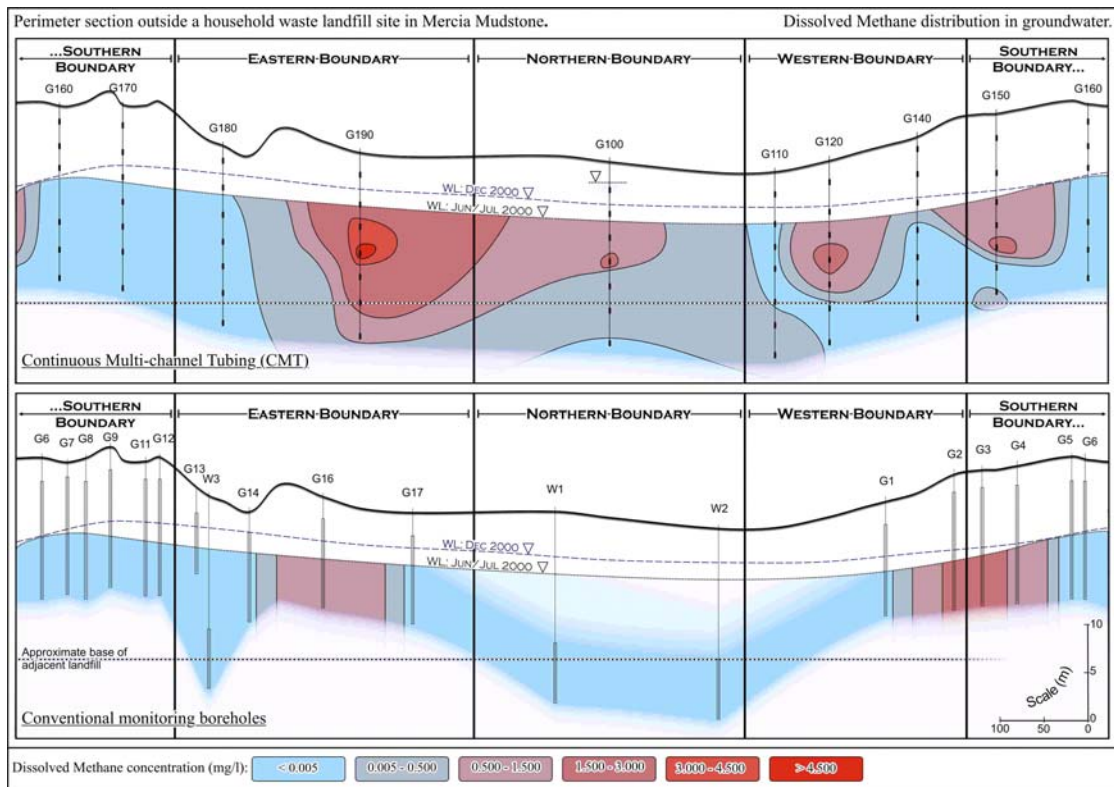 Perimeter section outside a household waste landfill site in Mercia Mudstone.
Dissolved Methane distribution in groundwater.
...SOUTHERN BOUNDARY
EASTERN BOUNDARY
NORTHERN BOUNDARY
WESTERN BOUNDARY
SOUTHERN BOUNDARY...
G160
G170
G180
G190
G100
G110
G120
G140
G150
G160
WL: DEC 2000
WL: JUN/JUL 2000
Continuous Multi-channel Tubing (CMT)
...SOUTHERN BOUNDARY
EASTERN BOUNDARY
NORTHERN BOUNDARY
WESTERN BOUNDARY
SOUTHERN BOUNDARY...
G6
G7
G8
G9
G11
G12
G13
W3
G14
G16
G17
W1
W2
G1
G2
G3
G4
G5
G6
WL: DEC 2000
WL: JUN/JUL 2000
Approximate base of
adjacent landfill
Conventional monitoring boreholes
10
5
0
Scale (m)
100 50 0
Dissolved Methane concentration (mg/l): < 0.005 0.005 - 0.500 0.500 - 1.500 1.500 - 3.000 3.000 - 4.500 > 4.500